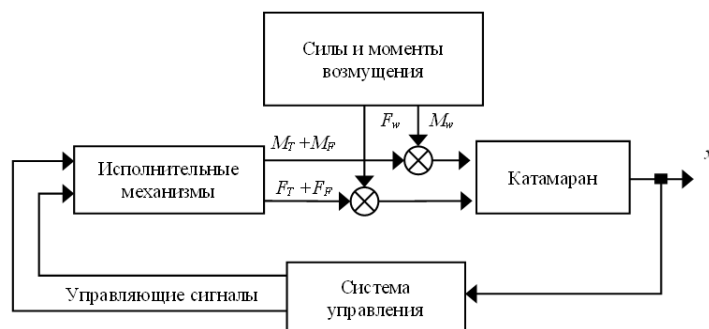 Силы и моменты
возмущения
F_w M_w
M_T + M_F
x
Исполнительные
механизмы
Катамаран
F_T + F_F
Управляющие сигналы
Система
управления